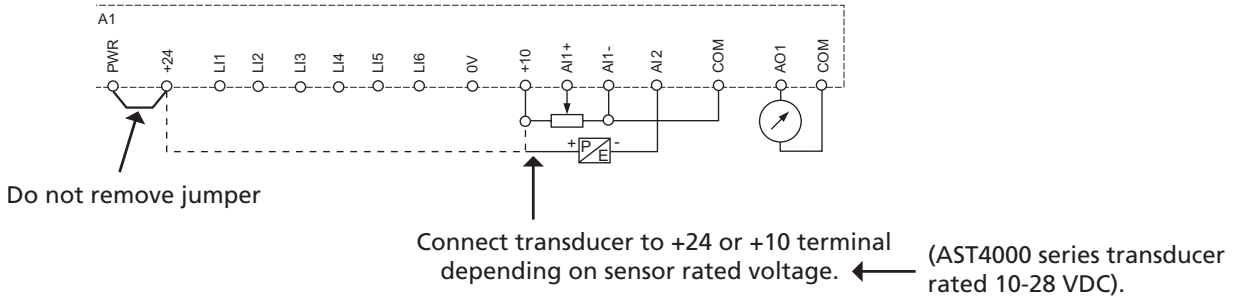 A1
PWR
+24
LI1
LI2
LI3
LI4
LI5
LI6
0V
+10
AI1+
AI1-
AI2
COM
AO1
COM
+ P E -
Do not remove jumper
Connect transducer to +24 or +10 terminal
depending on sensor rated voltage.
(AST4000 series transducer
rated 10-28 VDC).